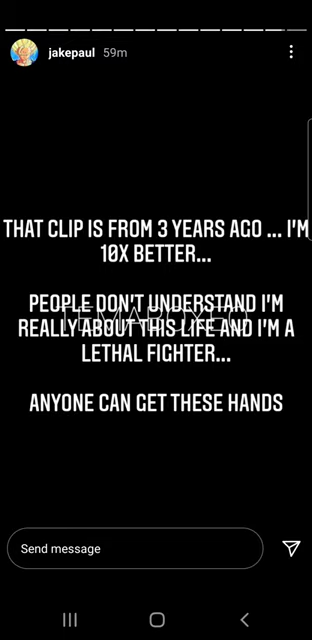 jakepaul 59m
THAT CLIP IS FROM 3 YEARS AGO ... I'M
10X BETTER...
PEOPLE DON'T UNDERSTAND I'M
TEMABOXEO
REALLY ABOUT THIS LIFE AND I'M A
LETHAL FIGHTER...
ANYONE CAN GET THESE HANDS
Send message